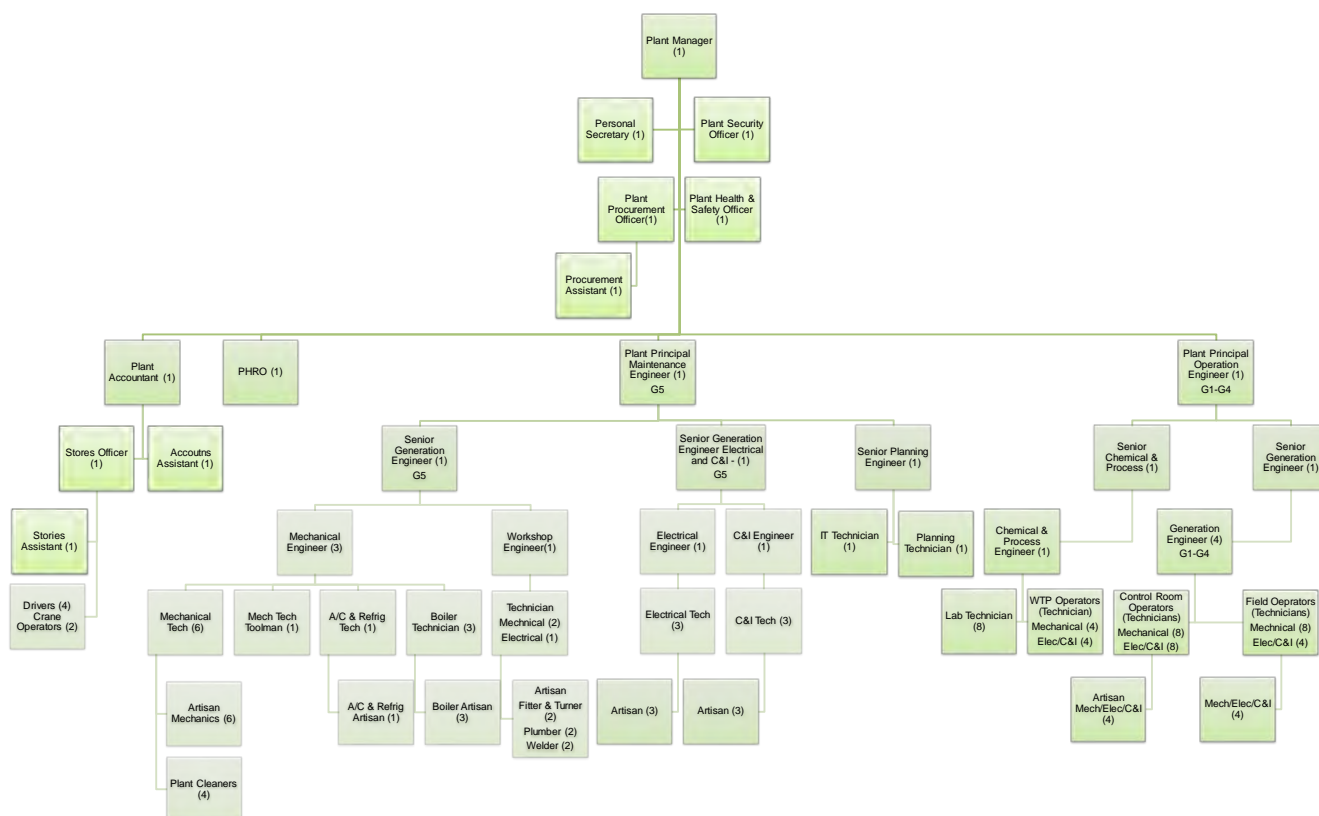 Plant Manager
(1)
Personal
Secretary (1)
Plant Security
Officer (1)
Plant
Procurement
Officer(1)
Plant Health &
Safety Officer
(1)
Procurement
Assistant (1)
Plant
Accountant (1)
PHRO (1)
Plant Principal
Maintenance
Engineer (1)
G5
Plant Principal
Operation
Engineer (1)
G1-G4
Stores Officer
(1)
Accoutns
Assistant (1)
Senior
Generation
Engineer (1)
G5
Senior Generation
Engineer Electrical
and C&I - (1)
G5
Senior Planning
Engineer (1)
Senior
Chemical &
Process (1)
Senior
Generation
Engineer (1)
Stories
Assistant (1)
Mechanical
Engineer (3)
Workshop
Engineer(1)
Electrical
Engineer (1)
C&I Engineer
(1)
IT Technician
(1)
Planning
Technician (1)
Chemical &
Process
Engineer (1)
Generation
Engineer (4)
G1-G4
Drivers (4)
Crane
Operators (2)
Mechanical
Tech (6)
Mech Tech
Toolman (1)
A/C & Refrig
Tech (1)
Boiler
Technician (3)
Technician
Mechnical (2)
Electrical (1)
Electrical Tech
(3)
C&I Tech (3)
Lab Technician
(8)
WTP Operators
(Technician)
Mechanical (4)
Elec/C&I (4)
Control Room
Operators
(Technicians)
Mechanical (8)
Elec/C&I (8)
Field Oeprators
(Technicians)
Mechnical (8)
Elec/C&I (4)
Artisan
Mechanics (6)
A/C & Refrig
Artisan (1)
Boiler Artisan
(3)
Artisan
Fitter & Turner
(2)
Plumber (2)
Welder (2)
Artisan (3)
Artisan (3)
Artisan
Mech/Elec/C&I
(4)
Mech/Elec/C&I
(4)
Plant Cleaners
(4)